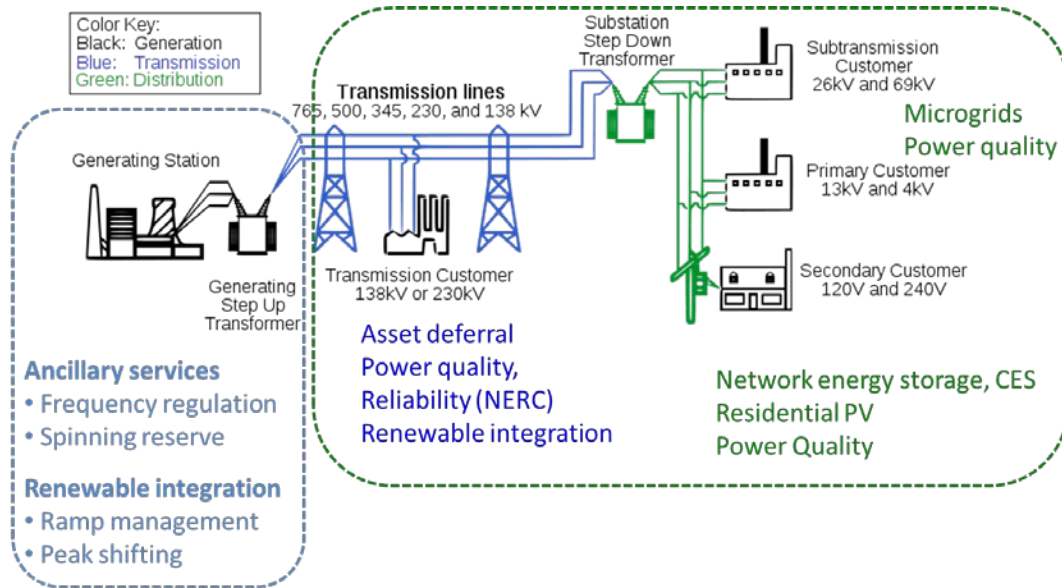 Color Key:
Black: Generation
Blue: Transmission
Green: Distribution
Substation
Step Down
Transformer
Subtransmission
Customer
26kV and 69kV
Transmission lines
765, 500, 345, 230, and 138 kV
Microgrids
Power quality
Generating Station
Primary Customer
13kV and 4kV
Generating
Step Up
Transformer
Transmission Customer
138kV or 230kV
Secondary Customer
120V and 240V
Ancillary services
• Frequency regulation
• Spinning reserve
Renewable integration
• Ramp management
• Peak shifting
Asset deferral
Power quality,
Reliability (NERC)
Renewable integration
Network energy storage, CES
Residential PV
Power Quality